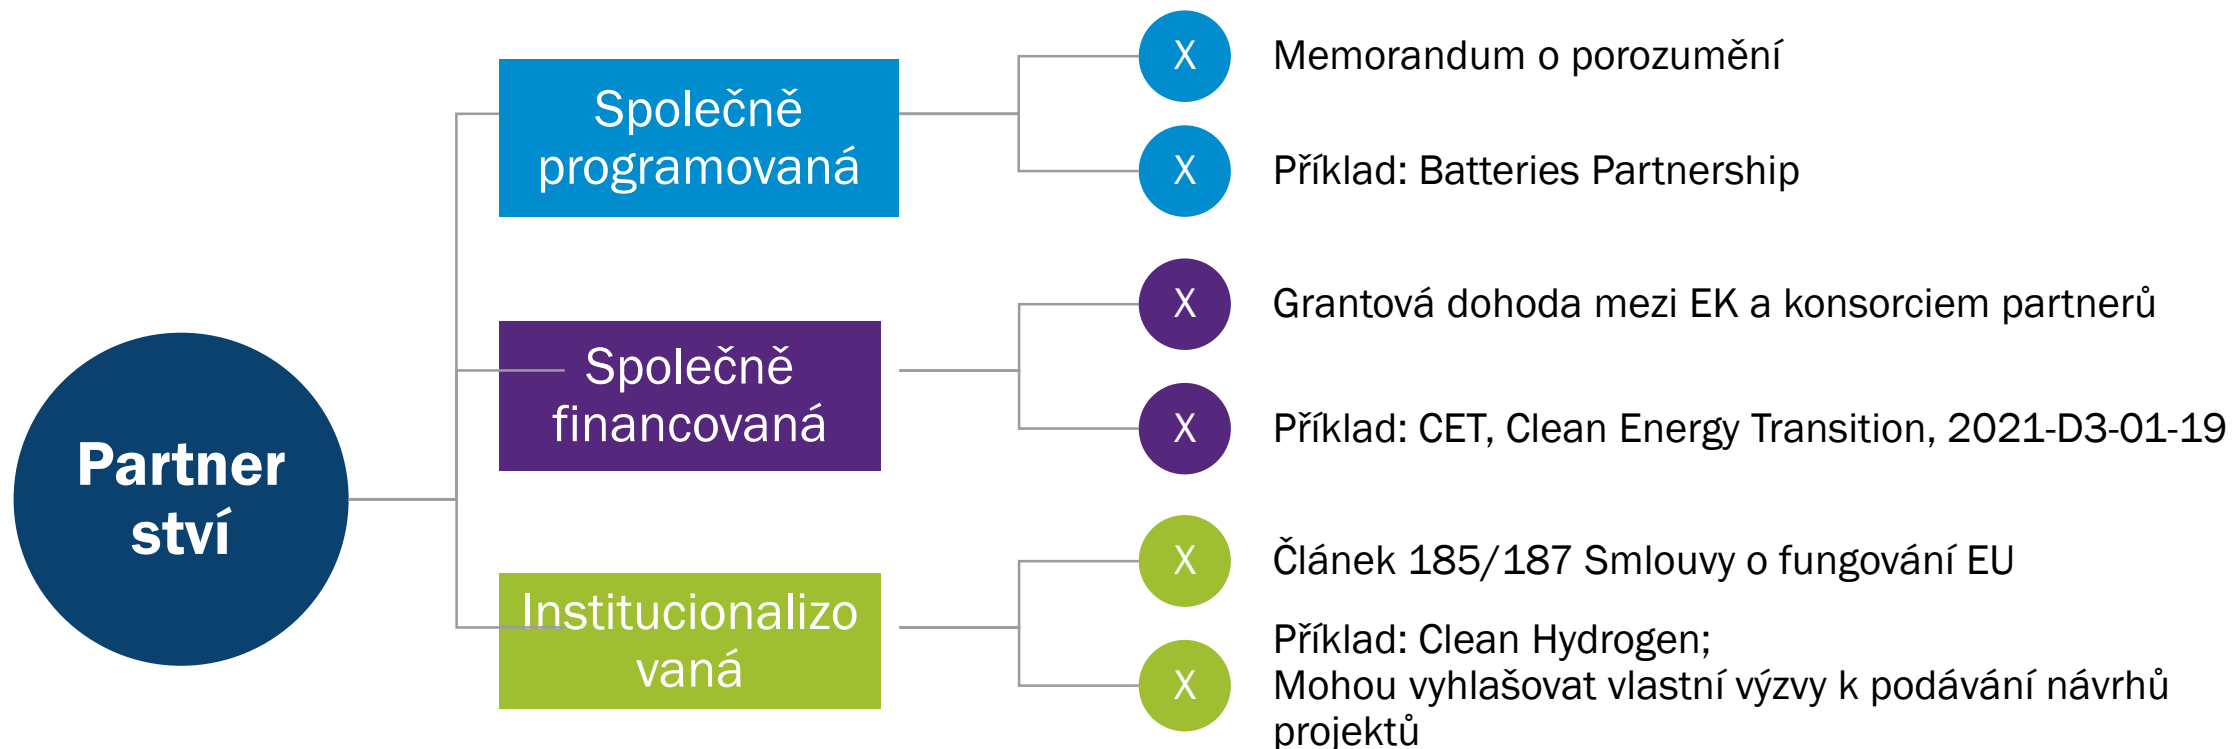 Partner
ství
Společně
programovaná
X
Memorandum o porozumění
X
Příklad: Batteries Partnership
Společně
financovaná
X
Grantová dohoda mezi EK a konsorciem partnerů
X
Příklad: CET, Clean Energy Transition, 2021-D3-01-19
Institucionalizo
vaná
X
Článek 185/187 Smlouvy o fungování EU
X
Příklad: Clean Hydrogen;
Mohou vyhlašovat vlastní výzvy k podávání návrhů
projektů